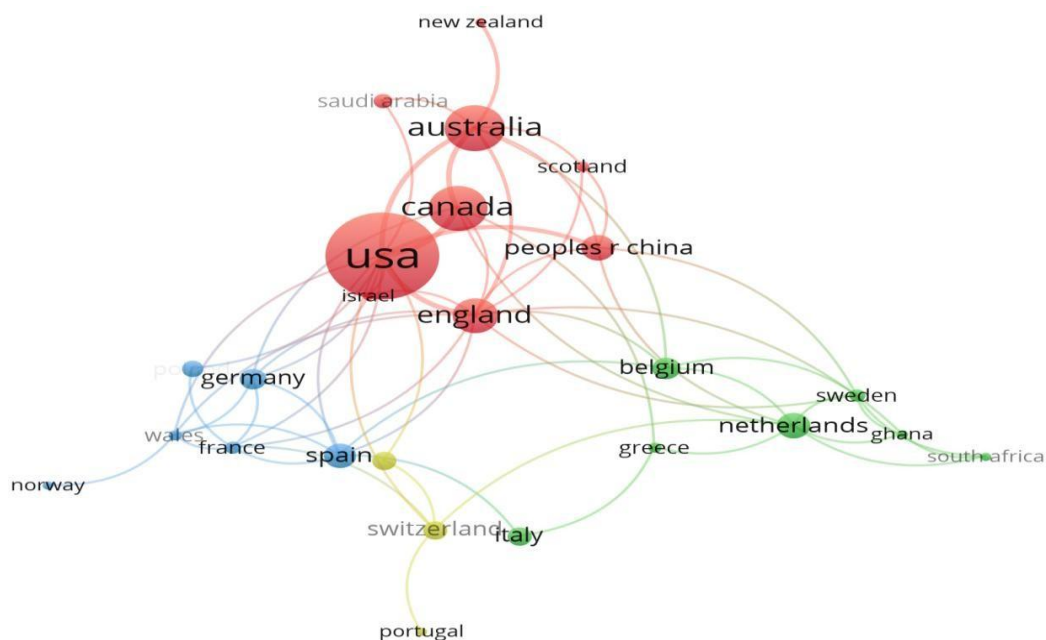 new zealand
saudi arabia
australia
scotland
canada
peoples r china
usa
israel
england
belgium
germany
sweden
netherlands
ghana
wales
france
spain
greece
south africa
norway
switzerland
italy
portugal